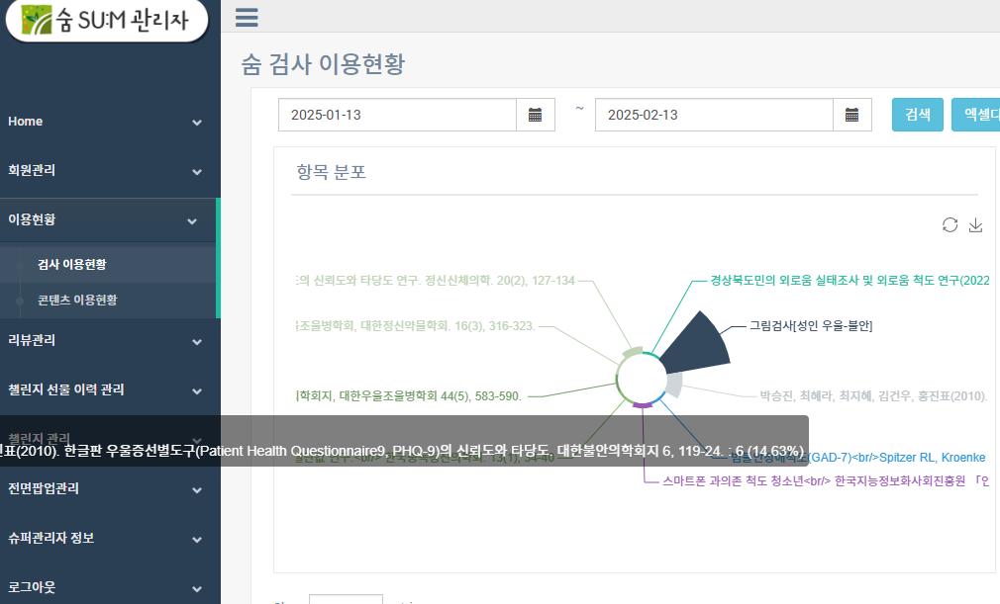 숨 SU:M 관리자
Home
회원관리
이용현황
검사 이용현황
콘텐츠 이용현황
리뷰관리
챌린지 선물 이력 관리
챌린지 관리
전면팝업관리
슈퍼관리자 정보
로그아웃
숨 검사 이용현황
2025-01-13 ~ 2025-02-13 검색 엑셀다
항목 분포
의 신뢰도와 타당도 연구. 정신신체의학. 20(2), 127-134
경상북도민의 외로움 실태조사 및 외로움 척도 연구(2022
조울병학회, 대한정신약물학회. 16(3), 316-323.
그림검사[성인 우울-불안]
학회지, 대한우울조울병학회 44(5), 583-590.
박승진, 최혜라, 최지혜, 김건우, 홍진표(2010).
진표(2010). 한글판 우울증선별도구(Patient Health Questionnaire9, PHQ-9)의 신뢰도와 타당도. 대한불안의학회지 6, 119-24. : 6 (14.63%)
(GAD-7)<br/>Spitzer RL, Kroenke
스마트폰 과의존 척도 청소년<br/> 한국지능정보화사회진흥원 「인